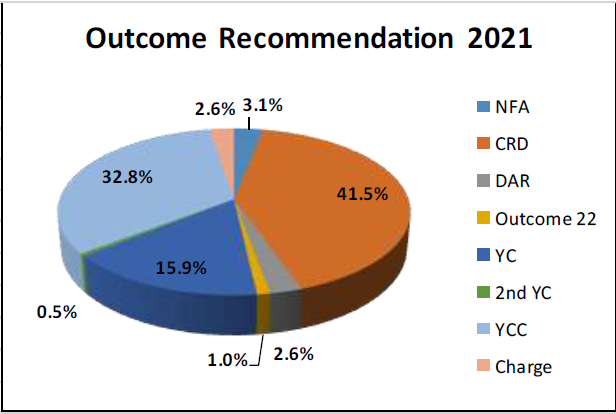 Outcome Recommendation 2021
2.6% 3.1%
NFA
CRD
DAR
Outcome 22
YC
2nd YC
YCC
Charge
32.8%
41.5%
15.9%
0.5%
1.0%
2.6%